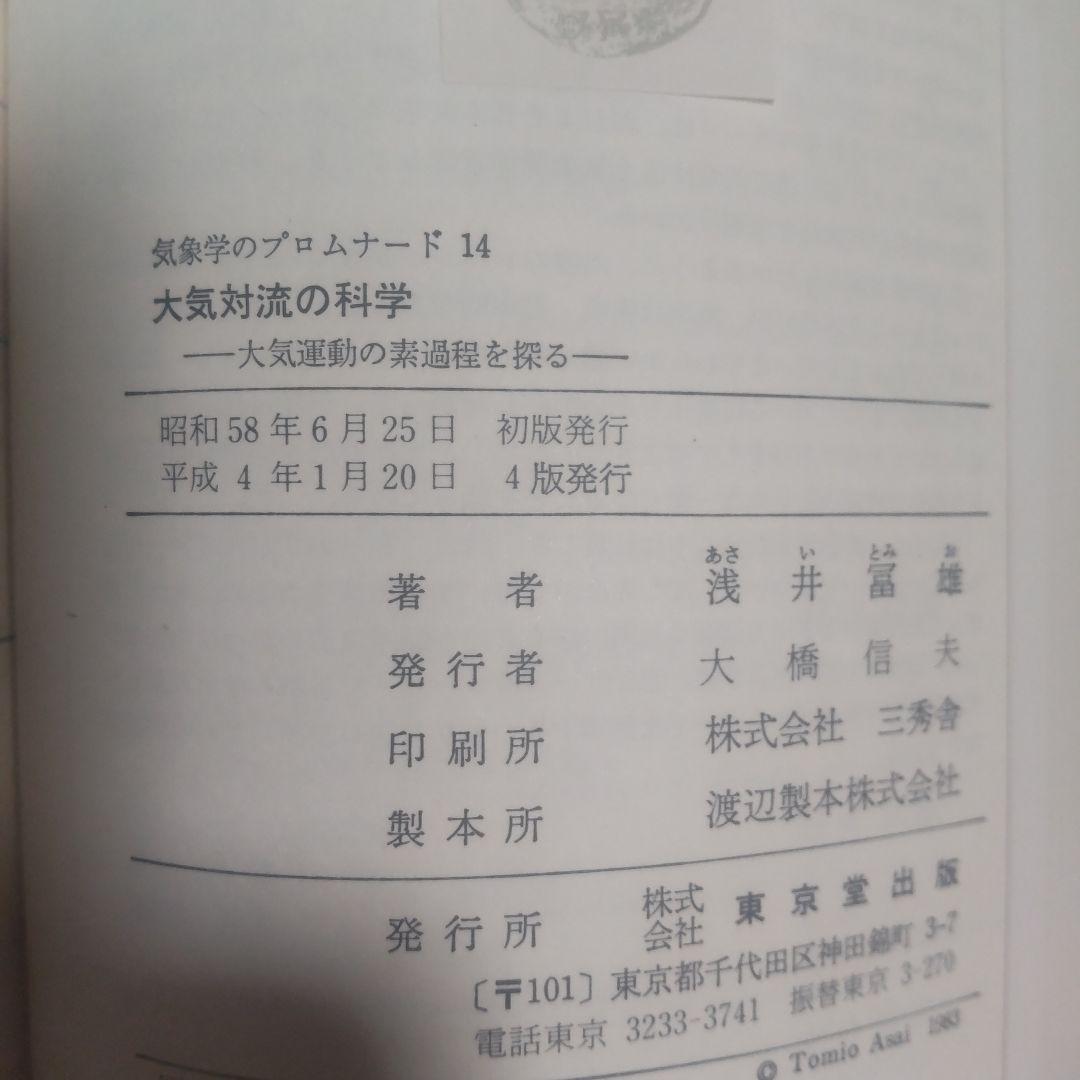 気象学のプロムナード 14
大気対流の科学
──大気運動の素過程を探る──
昭和58年6月25日 初版発行
平成 4 年1月20日 4版発行
あさ い とみ お
著者 浅井冨雄
発行者 大橋信夫
印刷所 株式会社 三秀舎
製本所 渡辺製本株式会社
発行所 株式会社 東京堂出版
〔〒101〕東京都千代田区神田錦町 3-7
電話東京 3233-3741 振替東京 3-270
© Tomio Asai 1983